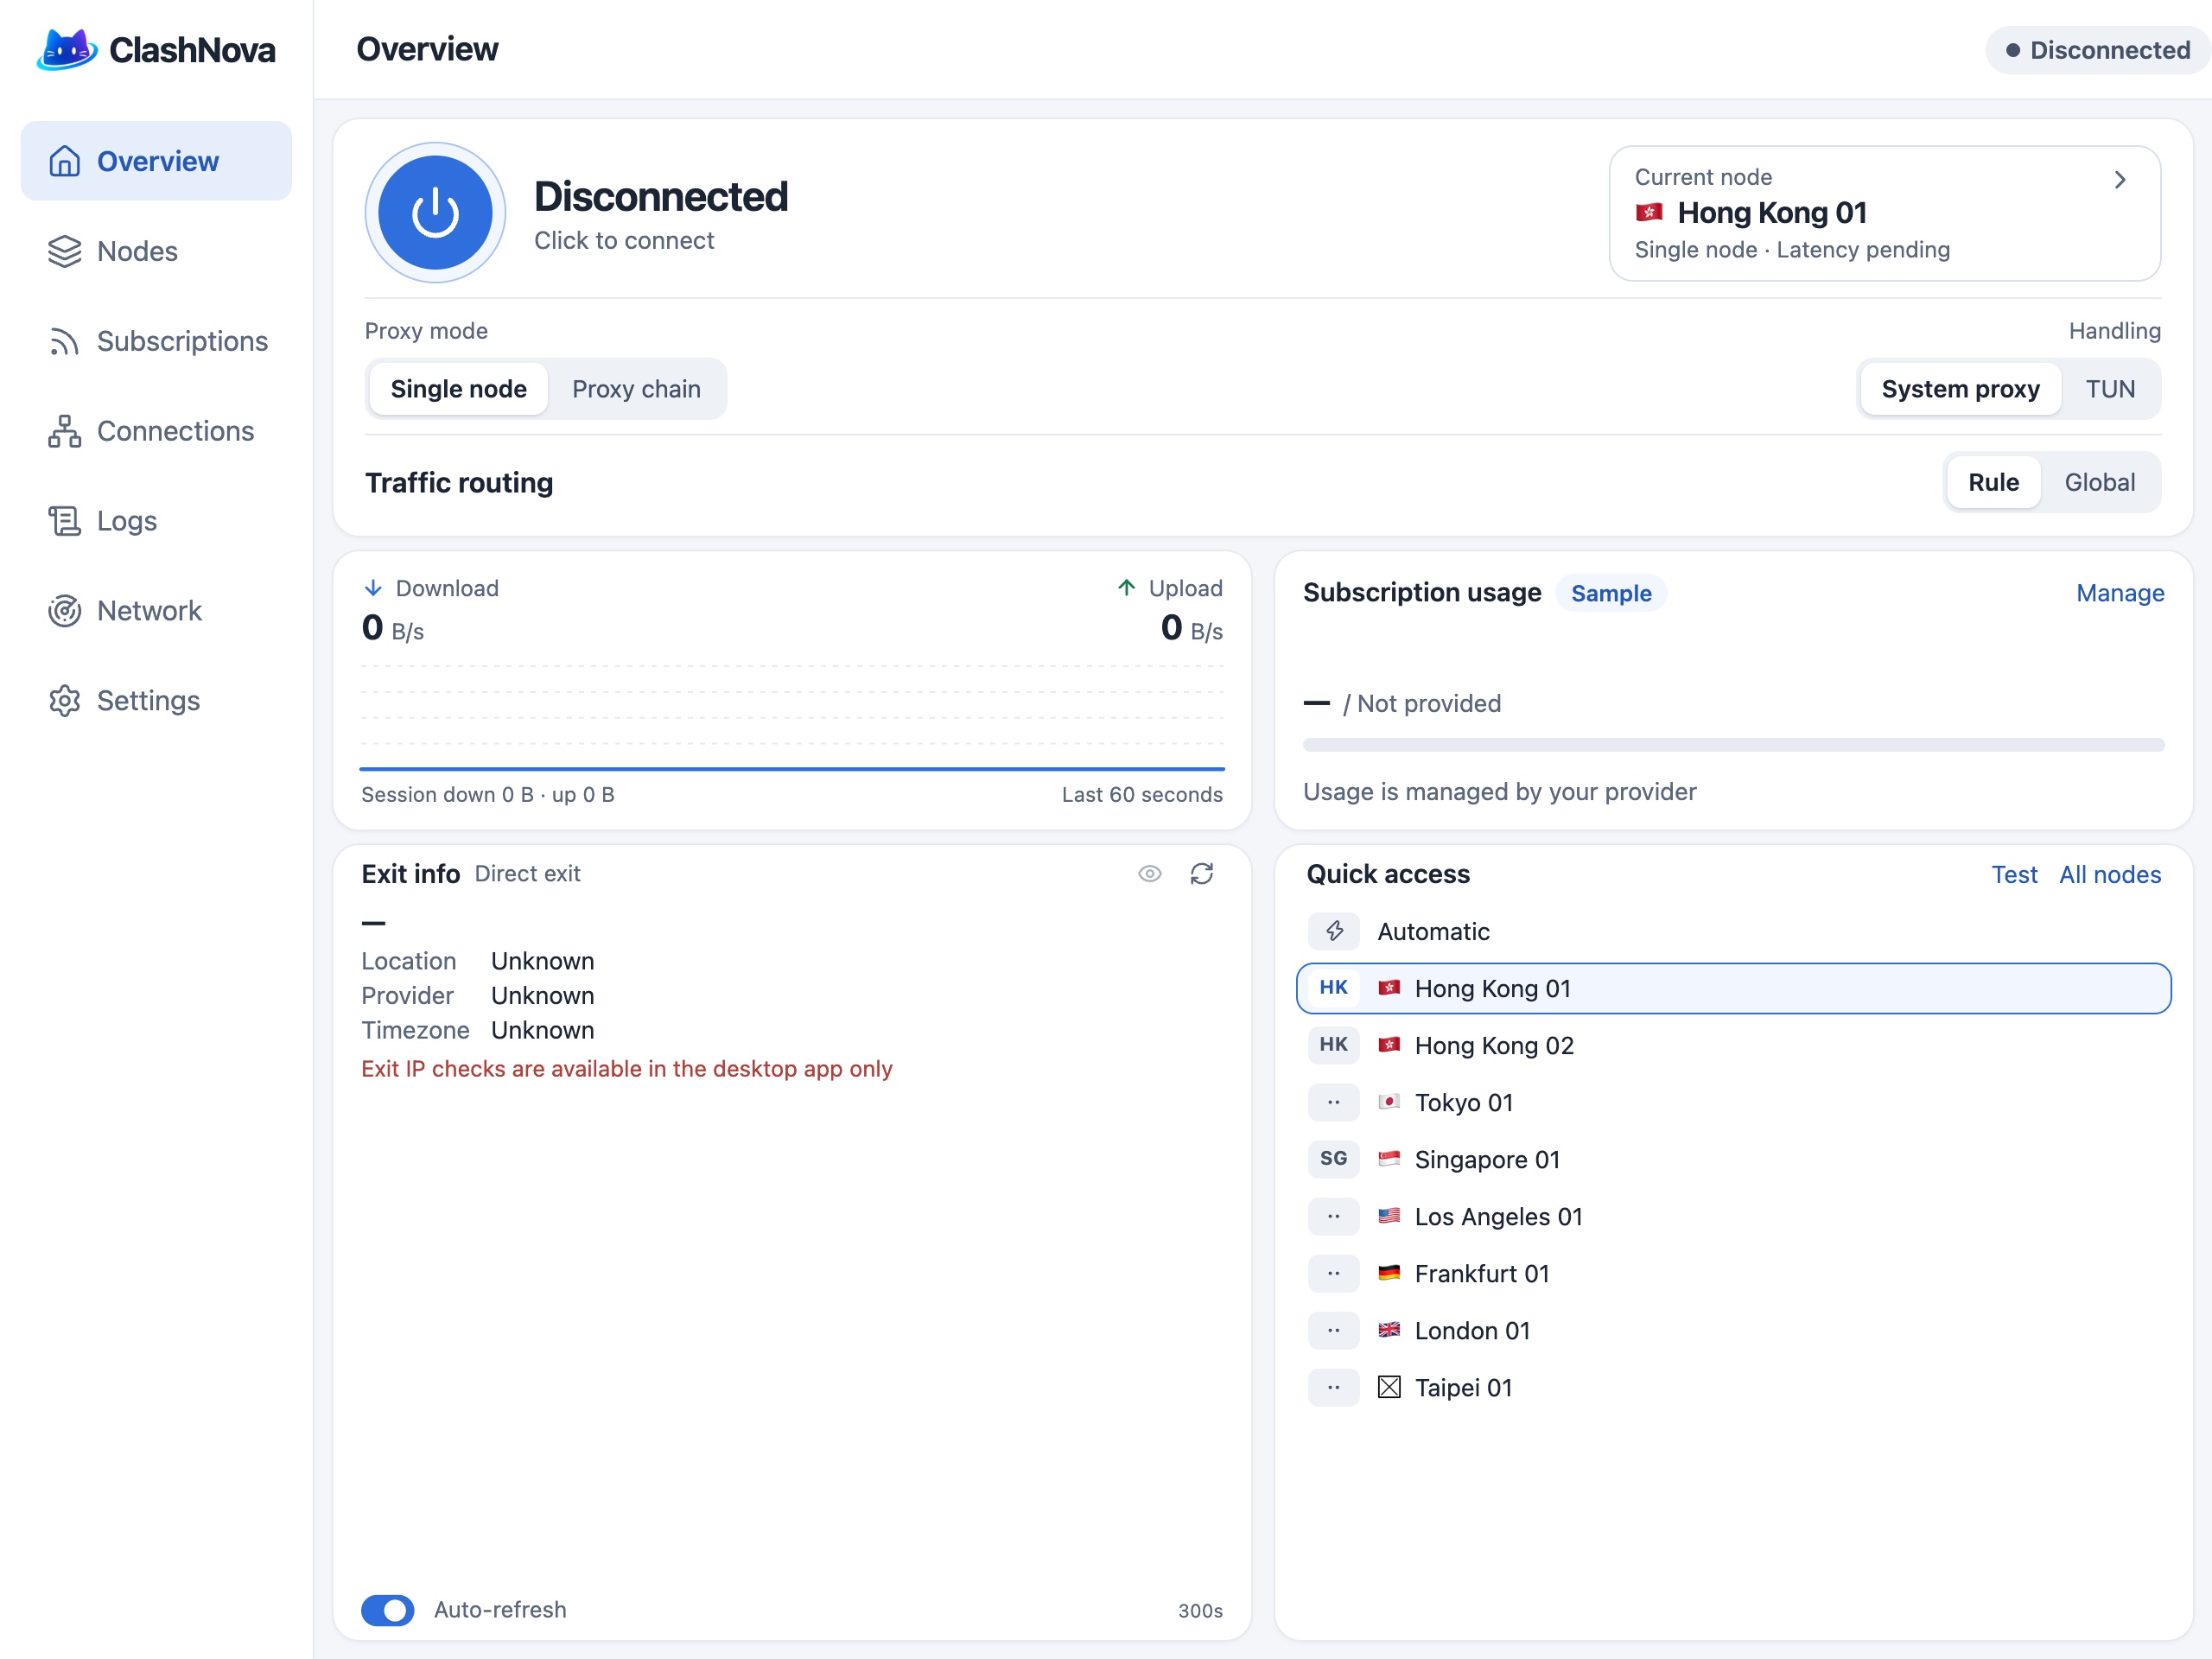 ClashNova
Overview
Nodes
Subscriptions
Connections
Logs
Network
Settings
Overview
Disconnected
Disconnected
Click to connect
Current node
🇭🇰 Hong Kong 01
Single node · Latency pending
Proxy mode
Handling
Single node
Proxy chain
System proxy
TUN
Traffic routing
Rule
Global
Download
Upload
0 B/s
0 B/s
Session down 0 B · up 0 B
Last 60 seconds
Subscription usage
Sample
Manage
— / Not provided
Usage is managed by your provider
Exit info
Direct exit
—
Location Unknown
Provider Unknown
Timezone Unknown
Exit IP checks are available in the desktop app only
Auto-refresh
300s
Quick access
Test
All nodes
Automatic
HK 🇭🇰 Hong Kong 01
HK 🇭🇰 Hong Kong 02
·· 🇯🇵 Tokyo 01
SG 🇸🇬 Singapore 01
·· 🇺🇸 Los Angeles 01
·· 🇩🇪 Frankfurt 01
·· 🇬🇧 London 01
·· Taipei 01